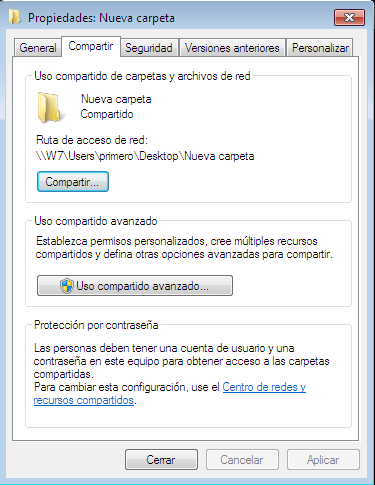 Propiedades: Nueva carpeta
General Compartir Seguridad Versiones anteriores Personalizar
Uso compartido de carpetas y archivos de red
Nueva carpeta
Compartido
Ruta de acceso de red:
\\W7\Users\primero\Desktop\Nueva carpeta
Compartir...
Uso compartido avanzado
Establezca permisos personalizados, cree múltiples recursos
compartidos y defina otras opciones avanzadas para compartir.
Uso compartido avanzado...
Protección por contraseña
Las personas deben tener una cuenta de usuario y una
contraseña en este equipo para obtener acceso a las carpetas
compartidas.
Para cambiar esta configuración, use el Centro de redes y
recursos compartidos.
Cerrar Cancelar Aplicar